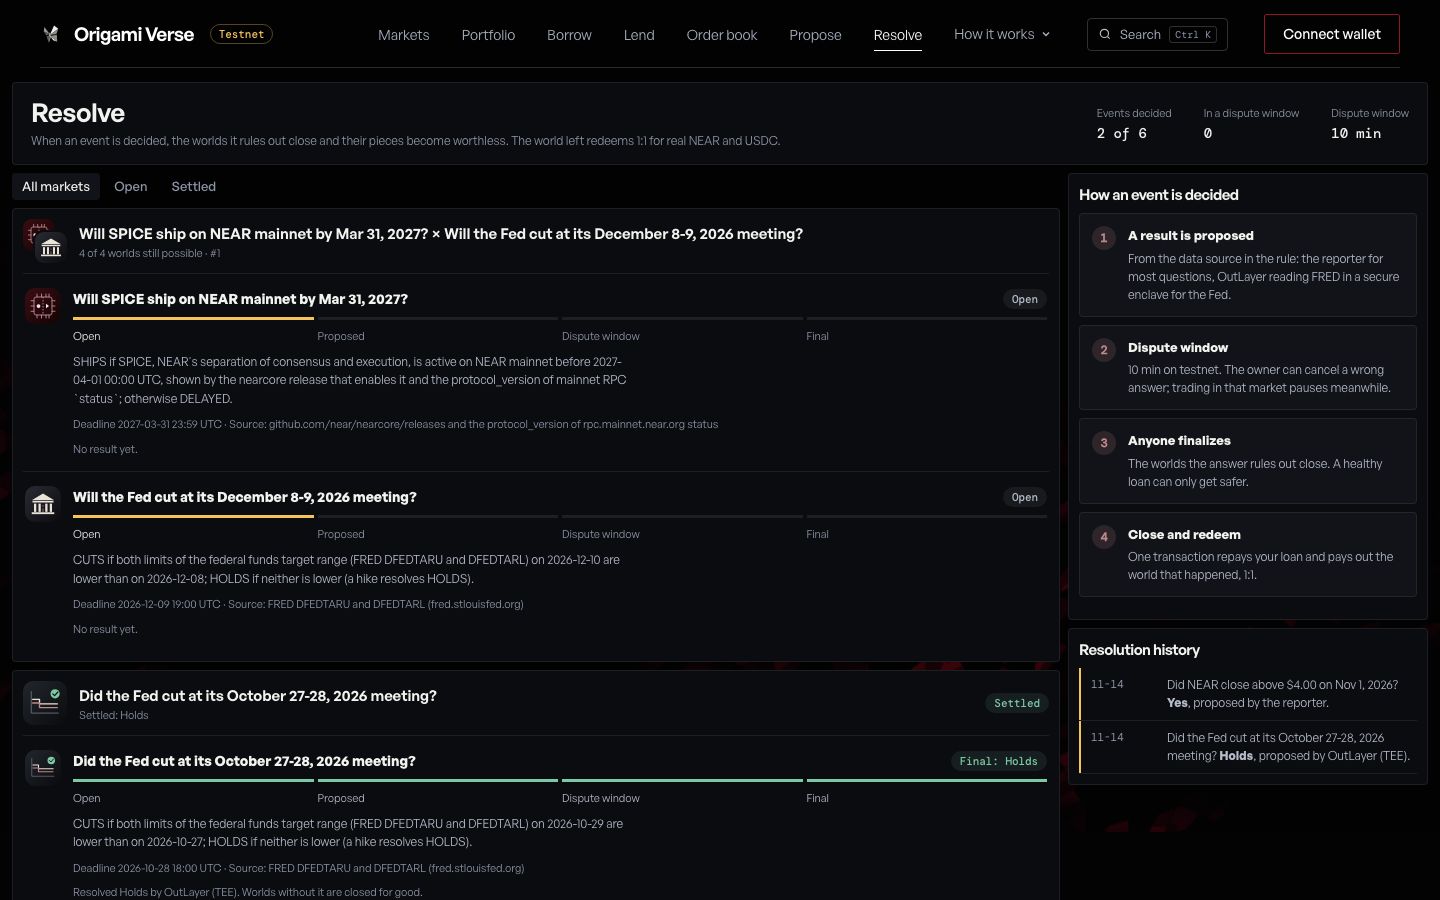 Origami Verse
Testnet
Markets
Portfolio
Borrow
Lend
Order book
Propose
Resolve
How it works
Search
Ctrl K
Connect wallet
Resolve
When an event is decided, the worlds it rules out close and their pieces become worthless. The world left redeems 1:1 for real NEAR and USDC.
Events decided
2 of 6
In a dispute window
0
Dispute window
10 min
All markets
Open
Settled
Will SPICE ship on NEAR mainnet by Mar 31, 2027? × Will the Fed cut at its December 8-9, 2026 meeting?
4 of 4 worlds still possible · #1
Will SPICE ship on NEAR mainnet by Mar 31, 2027?
Open
Open
Proposed
Dispute window
Final
SHIPS if SPICE, NEAR's separation of consensus and execution, is active on NEAR mainnet before 2027-
04-01 00:00 UTC, shown by the nearcore release that enables it and the protocol_version of mainnet RPC
`status`; otherwise DELAYED.
Deadline 2027-03-31 23:59 UTC · Source: github.com/near/nearcore/releases and the protocol_version of rpc.mainnet.near.org status
No result yet.
Will the Fed cut at its December 8-9, 2026 meeting?
Open
Open
Proposed
Dispute window
Final
CUTS if both limits of the federal funds target range (FRED DFEDTARU and DFEDTARL) on 2026-12-10 are
lower than on 2026-12-08; HOLDS if neither is lower (a hike resolves HOLDS).
Deadline 2026-12-09 19:00 UTC · Source: FRED DFEDTARU and DFEDTARL (fred.stlouisfed.org)
No result yet.
Did the Fed cut at its October 27-28, 2026 meeting?
Settled: Holds
Settled
Did the Fed cut at its October 27-28, 2026 meeting?
Final: Holds
Open
Proposed
Dispute window
Final
CUTS if both limits of the federal funds target range (FRED DFEDTARU and DFEDTARL) on 2026-10-29 are
lower than on 2026-10-27; HOLDS if neither is lower (a hike resolves HOLDS).
Deadline 2026-10-28 18:00 UTC · Source: FRED DFEDTARU and DFEDTARL (fred.stlouisfed.org)
Resolved Holds by OutLayer (TEE). Worlds without it are closed for good.
How an event is decided
1
A result is proposed
From the data source in the rule: the reporter for
most questions, OutLayer reading FRED in a secure
enclave for the Fed.
2
Dispute window
10 min on testnet. The owner can cancel a wrong
answer; trading in that market pauses meanwhile.
3
Anyone finalizes
The worlds the answer rules out close. A healthy
loan can only get safer.
4
Close and redeem
One transaction repays your loan and pays out the
world that happened, 1:1.
Resolution history
11-14
Did NEAR close above $4.00 on Nov 1, 2026?
Yes, proposed by the reporter.
11-14
Did the Fed cut at its October 27-28, 2026
meeting? Holds, proposed by OutLayer (TEE).